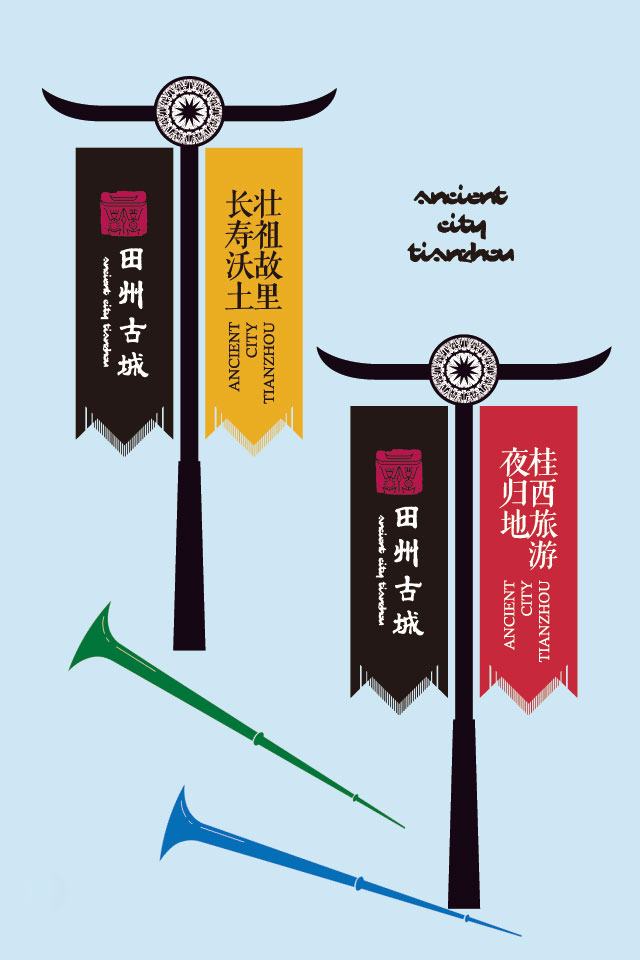 田州古城
ancient city tianzhou
壮祖故里
长寿沃土
ANCIENT
CITY
TIANZHOU
ancient
city
tianzhou
田州古城
ancient city tianzhou
桂西旅游
夜归地
ANCIENT
CITY
TIANZHOU